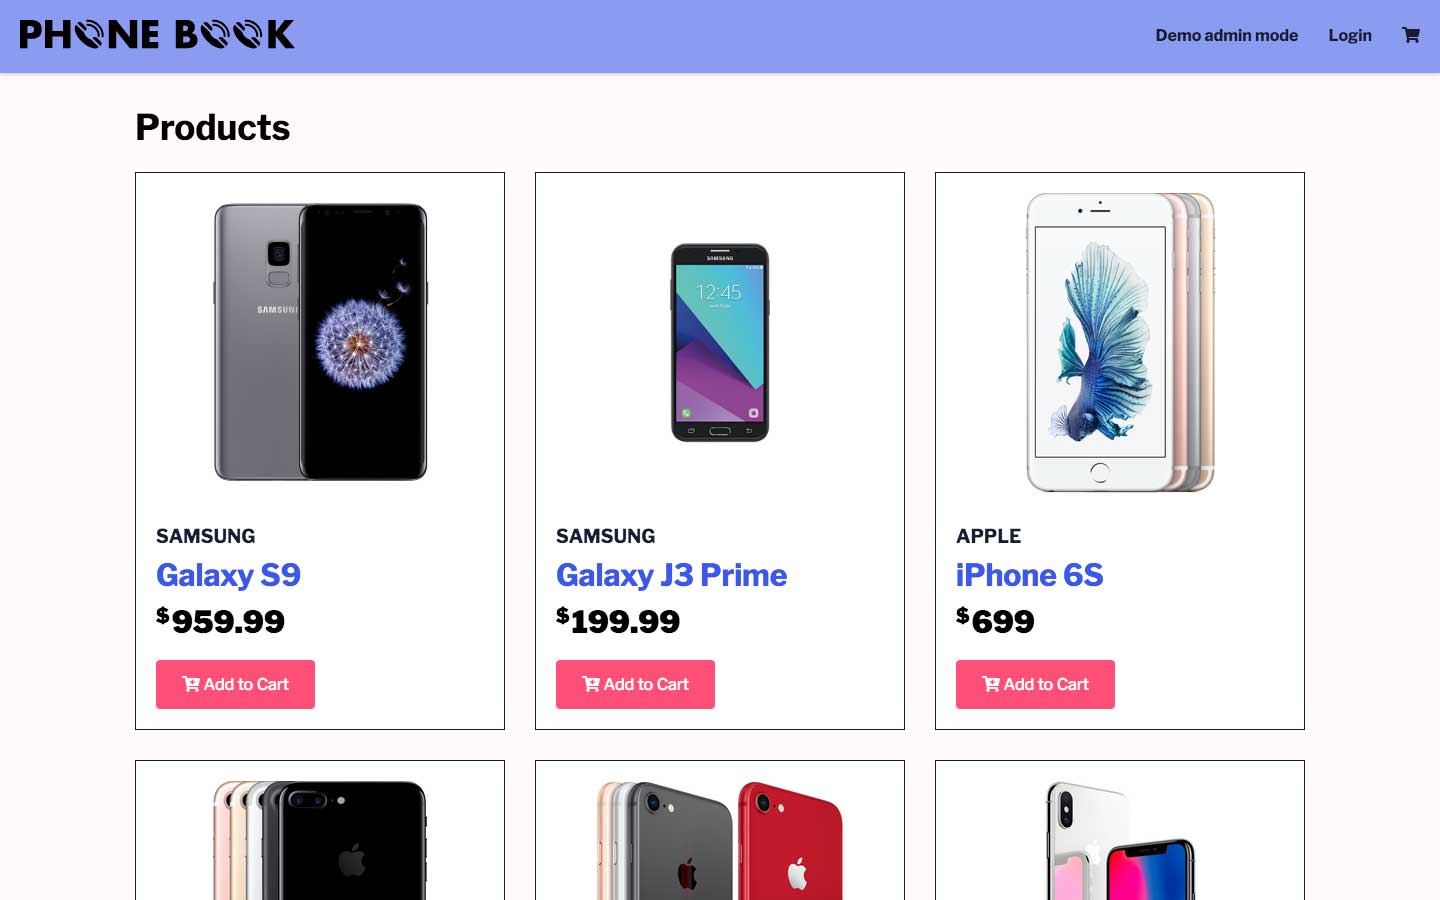 PHONE BOOK
Demo admin mode
Login
Products
SAMSUNG
SAMSUNG
12:45
SAMSUNG
Galaxy S9
$959.99
Add to Cart
SAMSUNG
Galaxy J3 Prime
$199.99
Add to Cart
APPLE
iPhone 6S
$699
Add to Cart